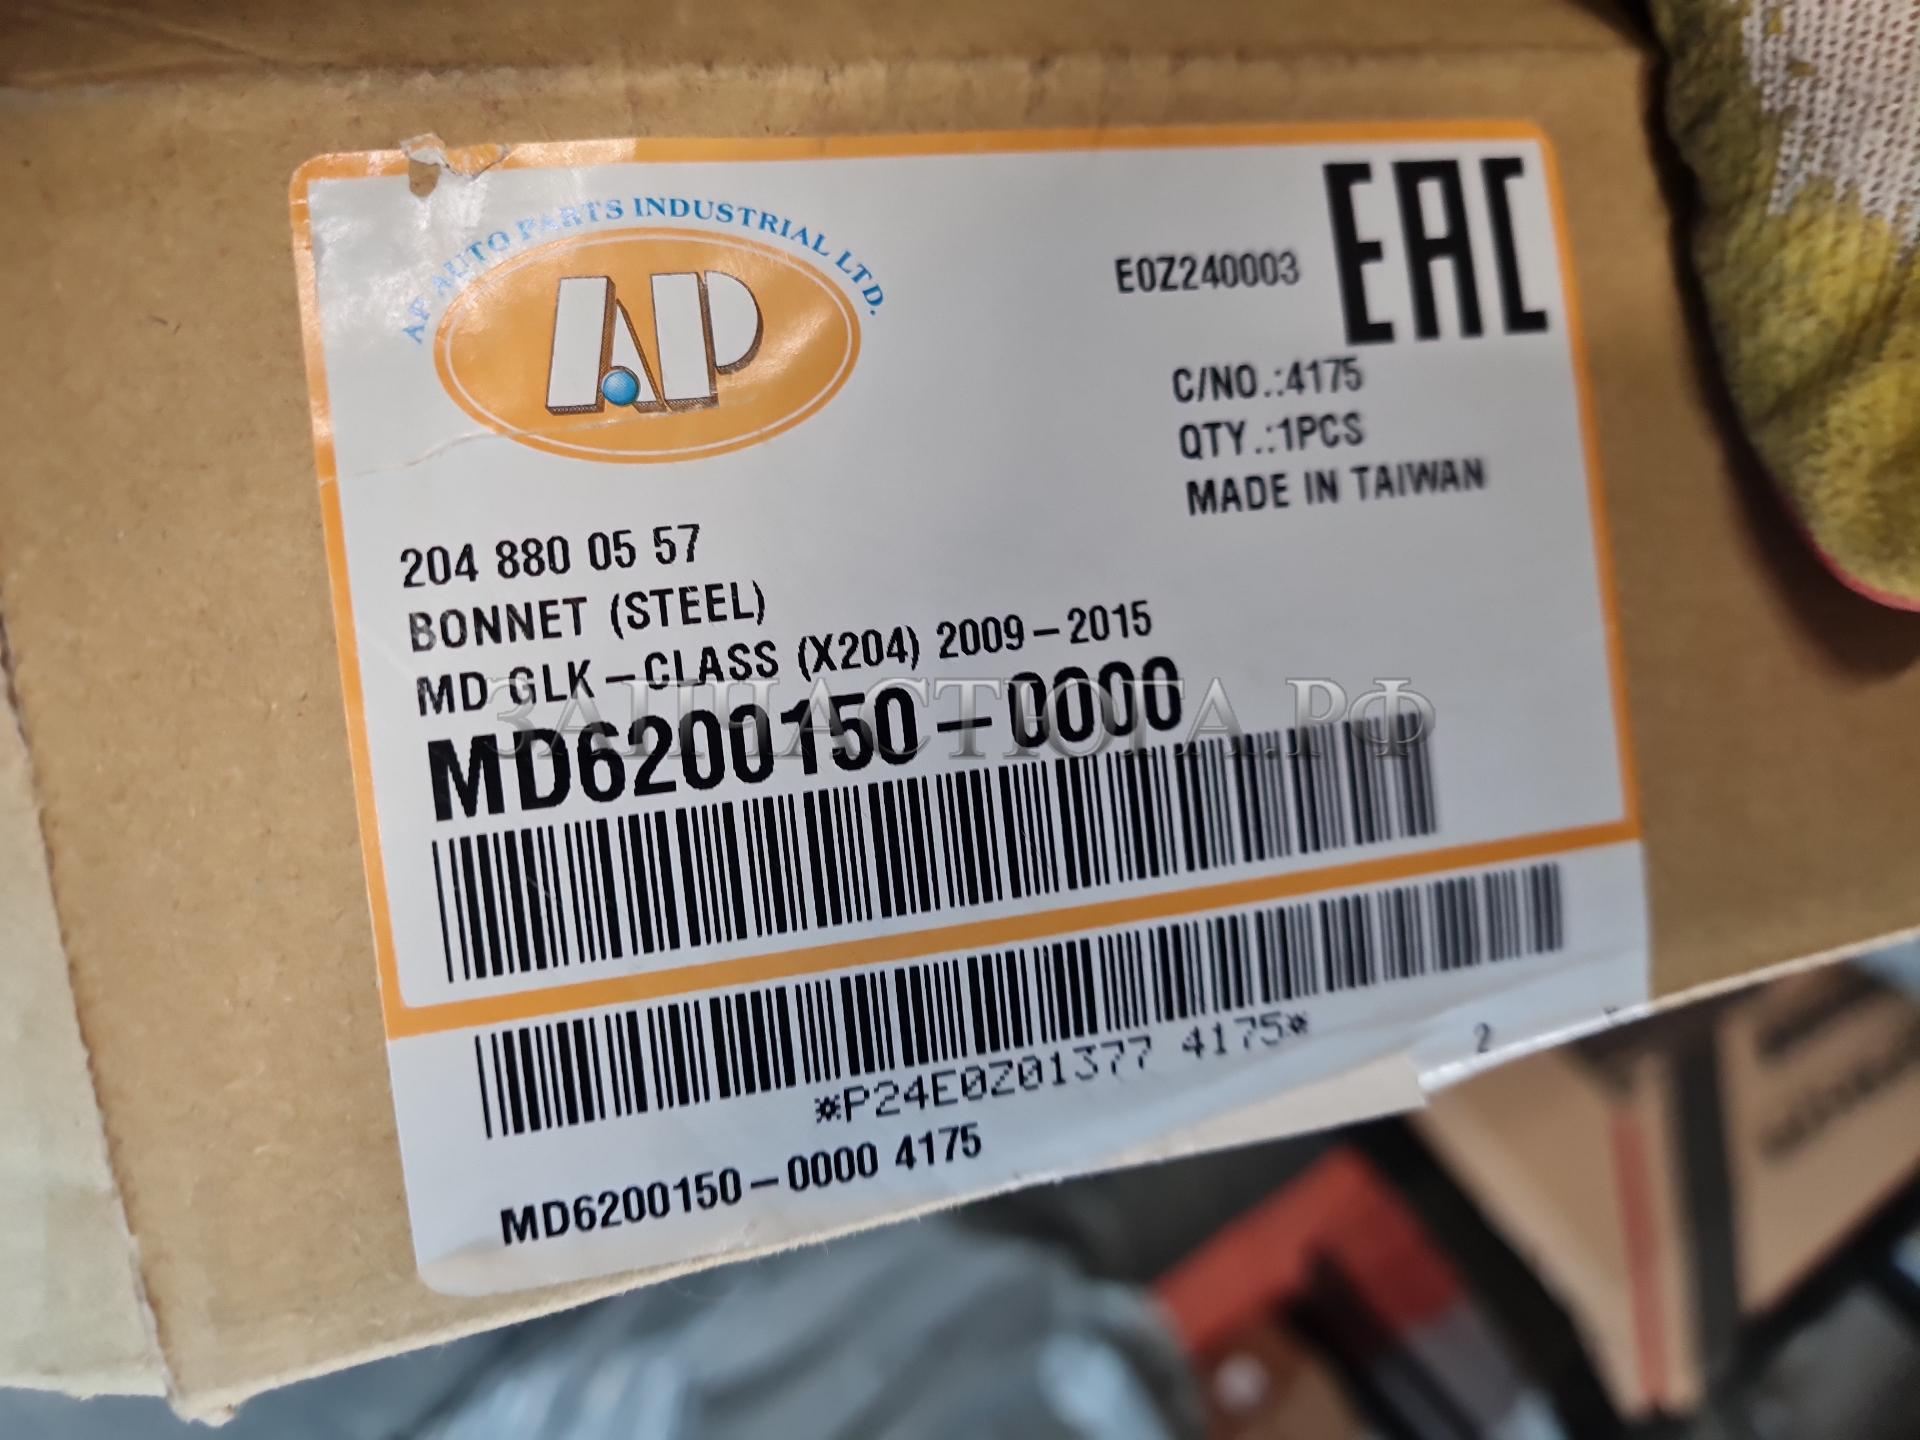 AP AUTO PARTS INDUSTRIAL LTD.
AP
E0Z240003
EAC
C/NO.:4175
QTY.:1PCS
MADE IN TAIWAN
204 880 05 57
BONNET (STEEL)
MD GLK-CLASS (X204) 2009-2015
MD6200150-0000
ЗАПЧАСТЮГА.РФ
*P24E0Z01377 4175*
2
MD6200150-0000 4175